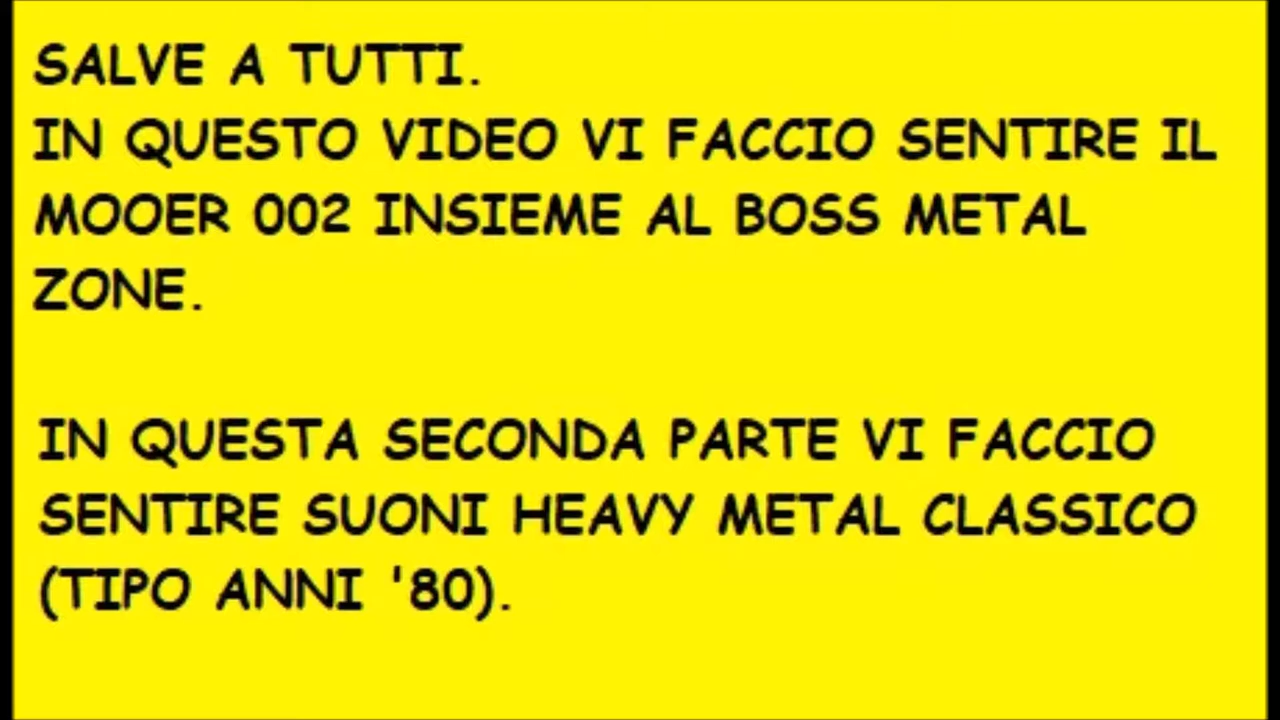 SALVE A TUTTI.
IN QUESTO VIDEO VI FACCIO SENTIRE IL
MOOER 002 INSIEME AL BOSS METAL
ZONE.
IN QUESTA SECONDA PARTE VI FACCIO
SENTIRE SUONI HEAVY METAL CLASSICO
(TIPO ANNI '80).